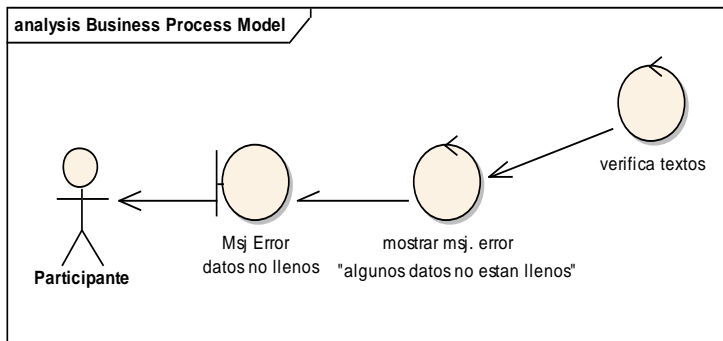 analysis Business Process Model
verifica textos
Msj Error
datos no llenos
mostrar msj. error
"algunos datos no estan llenos"
Participante